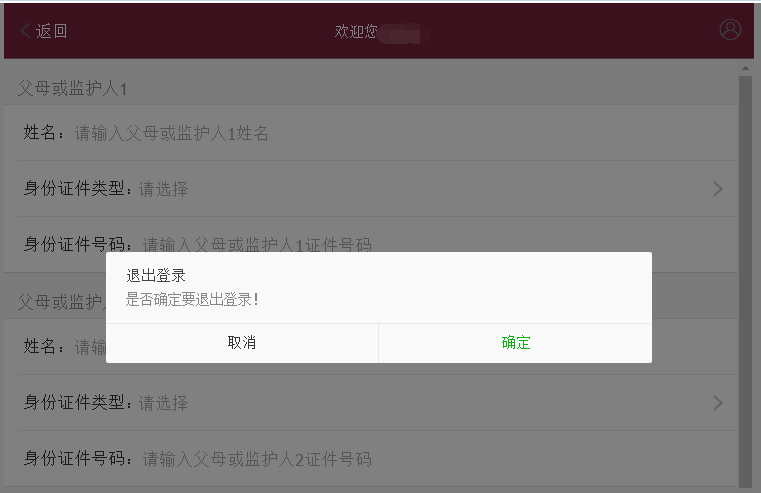 返回
欢迎您
父母或监护人1
姓名：请输入父母或监护人1姓名
身份证件类型：请选择
身份证件号码：请输入父母或监护人1证件号码
退出登录
是否确定要退出登录！
取消
确定
父母或监护
姓名：请输
身份证件类型：请选择
身份证件号码：请输入父母或监护人2证件号码